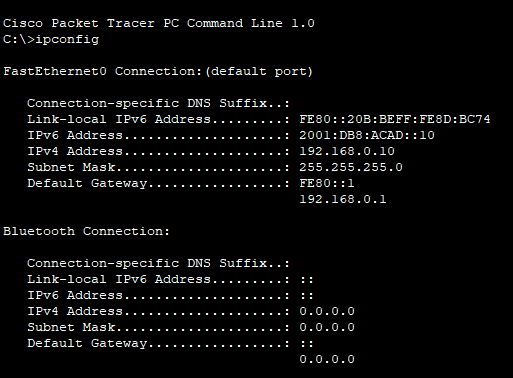 Cisco Packet Tracer PC Command Line 1.0
C:\>ipconfig
FastEthernet0 Connection:(default port)
Connection-specific DNS Suffix..:
Link-local IPv6 Address.........: FE80::20B:BEFF:FE8D:BC74
IPv6 Address....................: 2001:DB8:ACAD::10
IPv4 Address....................: 192.168.0.10
Subnet Mask.....................: 255.255.255.0
Default Gateway.................: FE80::1
192.168.0.1
Bluetooth Connection:
Connection-specific DNS Suffix..:
Link-local IPv6 Address.........: ::
IPv6 Address....................: ::
IPv4 Address....................: 0.0.0.0
Subnet Mask.....................: 0.0.0.0
Default Gateway.................: ::
0.0.0.0